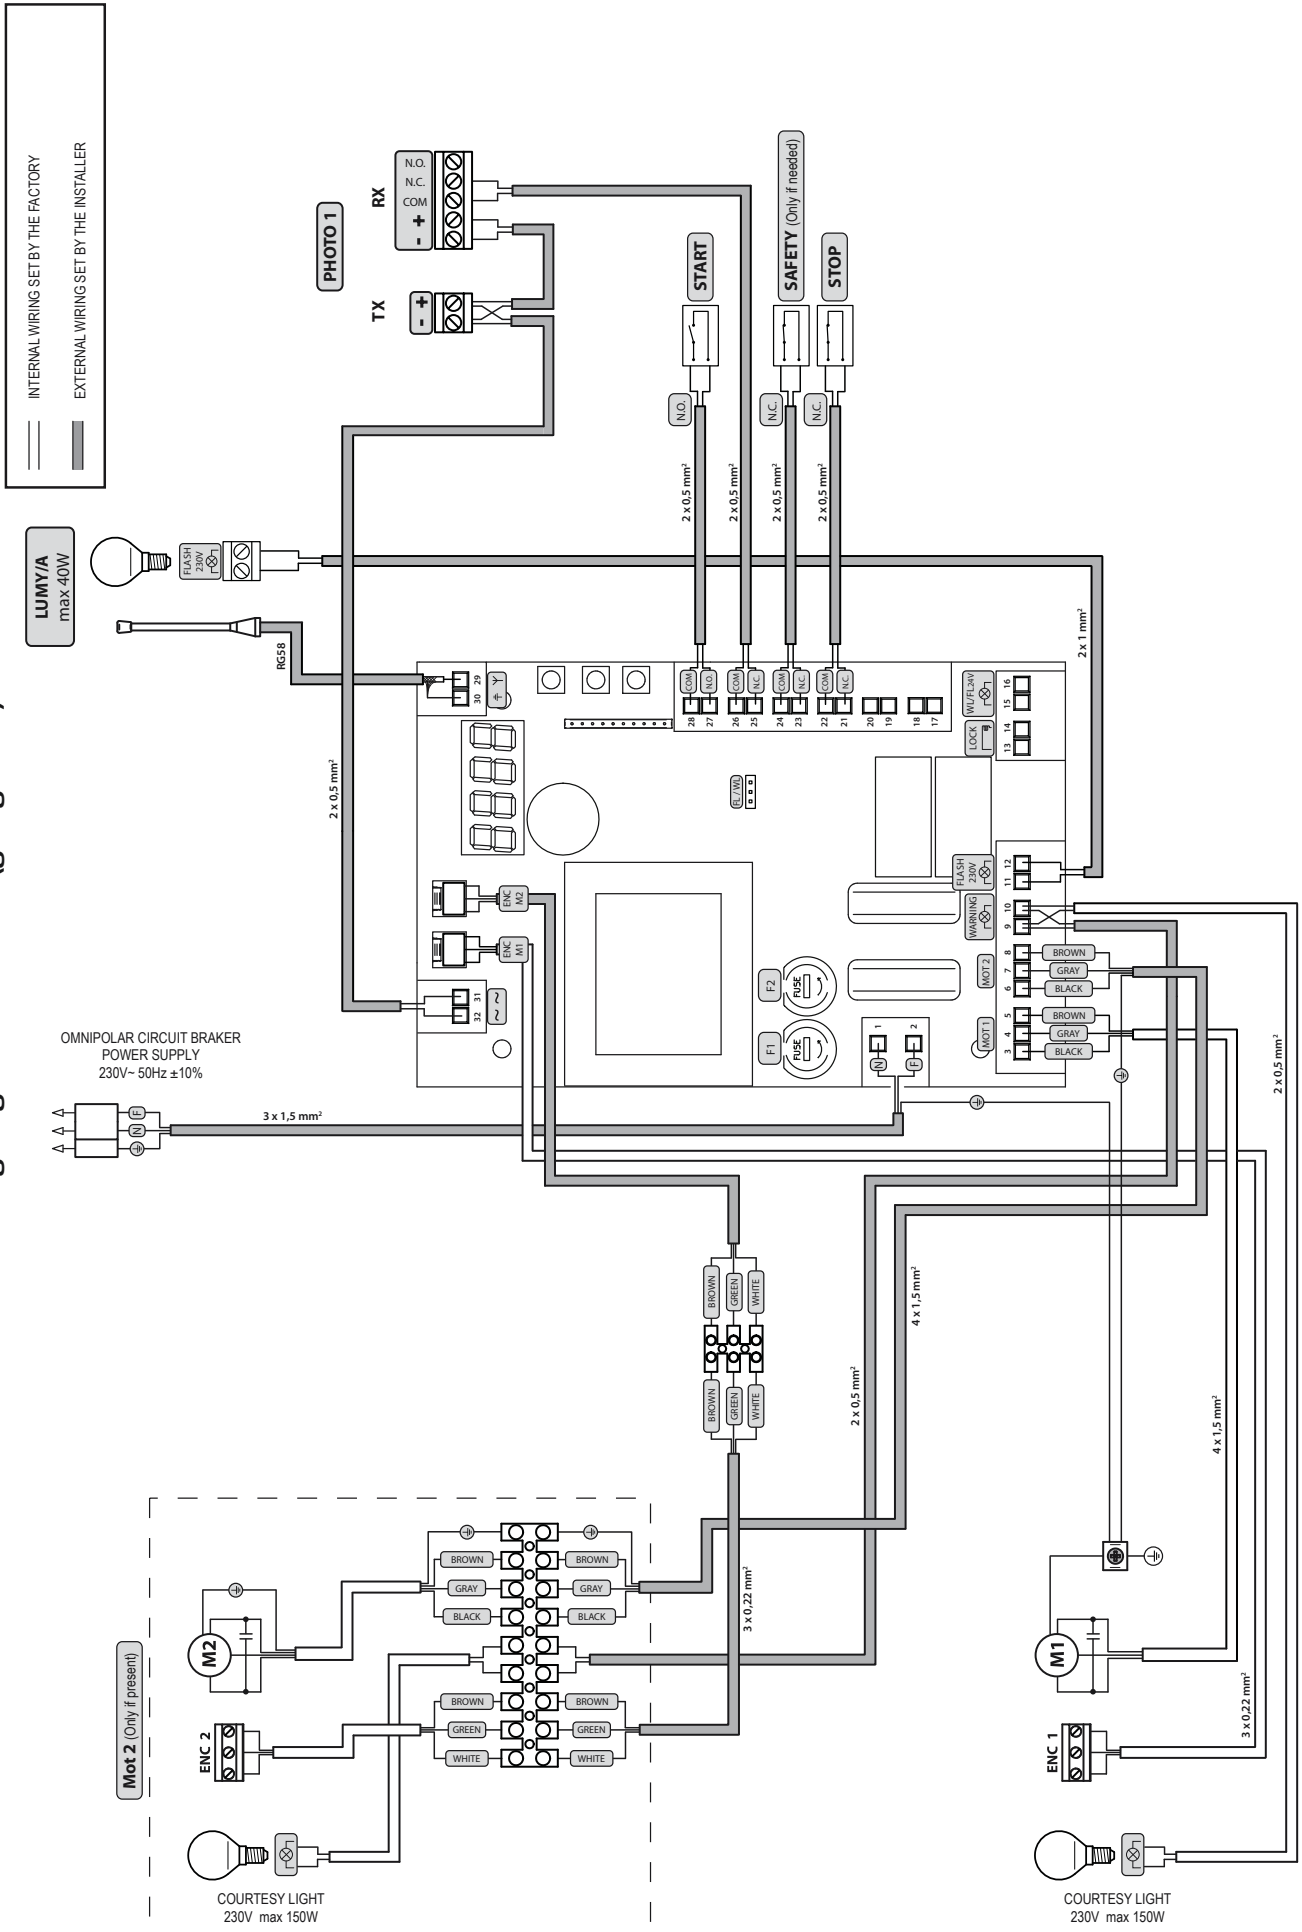 INTERNAL WIRING SET BY THE FACTORY
EXTERNAL WIRING SET BY THE INSTALLER
LUMY/A
max 40W
FLASH
230V
RG58
PHOTO 1
TX
- +
RX
- + COM N.C. N.O.
START
SAFETY (Only if needed)
STOP
N.O.
N.C.
N.C.
2 x 0,5 mm²
2 x 0,5 mm²
2 x 0,5 mm²
2 x 0,5 mm²
2 x 1 mm²
2 x 0,5 mm²
30 29
COM
N.O.
COM
N.C.
COM
N.C.
COM
N.C.
28
27
26
25
24
23
22
21
20
19
18
17
WL/FL24V
15 16
LOCK
13 14
FL / WL
FLASH
230V
11 12
WARNING
9 10
MOT 2
6 7 8
BROWN
GRAY
BLACK
MOT 1
3 4 5
BROWN
GRAY
BLACK
ENC
M2
ENC
M1
32 31
~ ~
F2
FUSE
F1
FUSE
1
2
N
F
OMNIPOLAR CIRCUIT BRAKER
POWER SUPPLY
230V~ 50Hz ±10%
F
N
3 x 1,5 mm²
2 x 0,5 mm²
BROWN
GREEN
WHITE
BROWN
GREEN
WHITE
4 x 1,5 mm²
2 x 0,5 mm²
4 x 1,5 mm²
3 x 0,22 mm²
3 x 0,22 mm²
Mot 2 (Only if present)
M2
ENC 2
BROWN
GRAY
BLACK
BROWN
GREEN
WHITE
BROWN
GRAY
BLACK
BROWN
GREEN
WHITE
COURTESY LIGHT
230V max 150W
M1
ENC 1
COURTESY LIGHT
230V max 150W